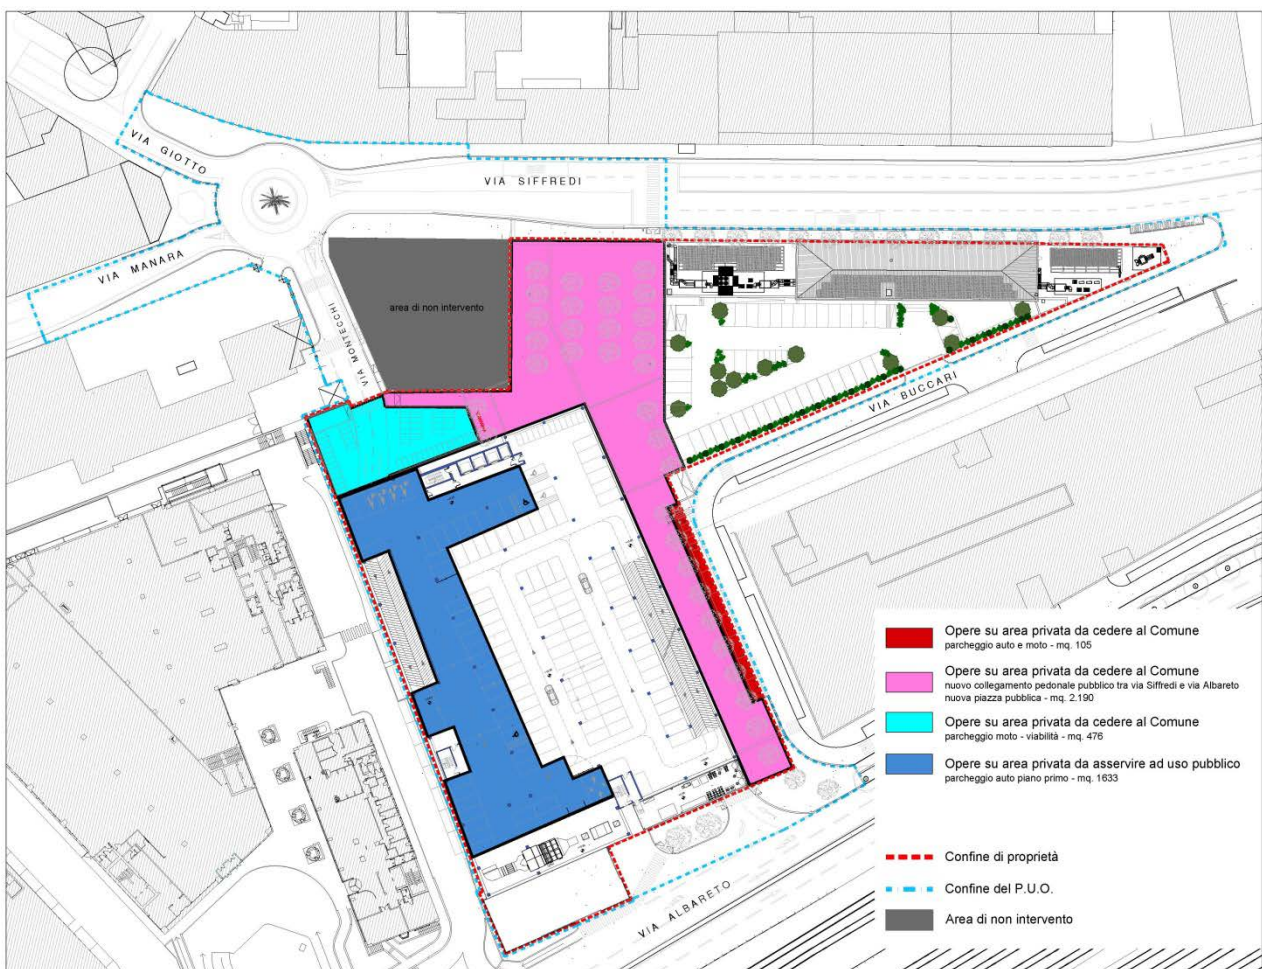 VIA GIOTTO
VIA SIFFREDI
VIA MANARA
VIA MONTECCHI
area di non intervento
VIA BUCCARI
VIA ALBARETO
Opere su area privata da cedere al Comune
parcheggio auto e moto - mq. 105
Opere su area privata da cedere al Comune
nuovo collegamento pedonale pubblico tra via Siffredi e via Albareto
nuova piazza pubblica - mq. 2.190
Opere su area privata da cedere al Comune
parcheggio moto - viabilità - mq. 476
Opere su area privata da asservire ad uso pubblico
parcheggio auto piano primo - mq. 1633
Confine di proprietà
Confine del P.U.O.
Area di non intervento